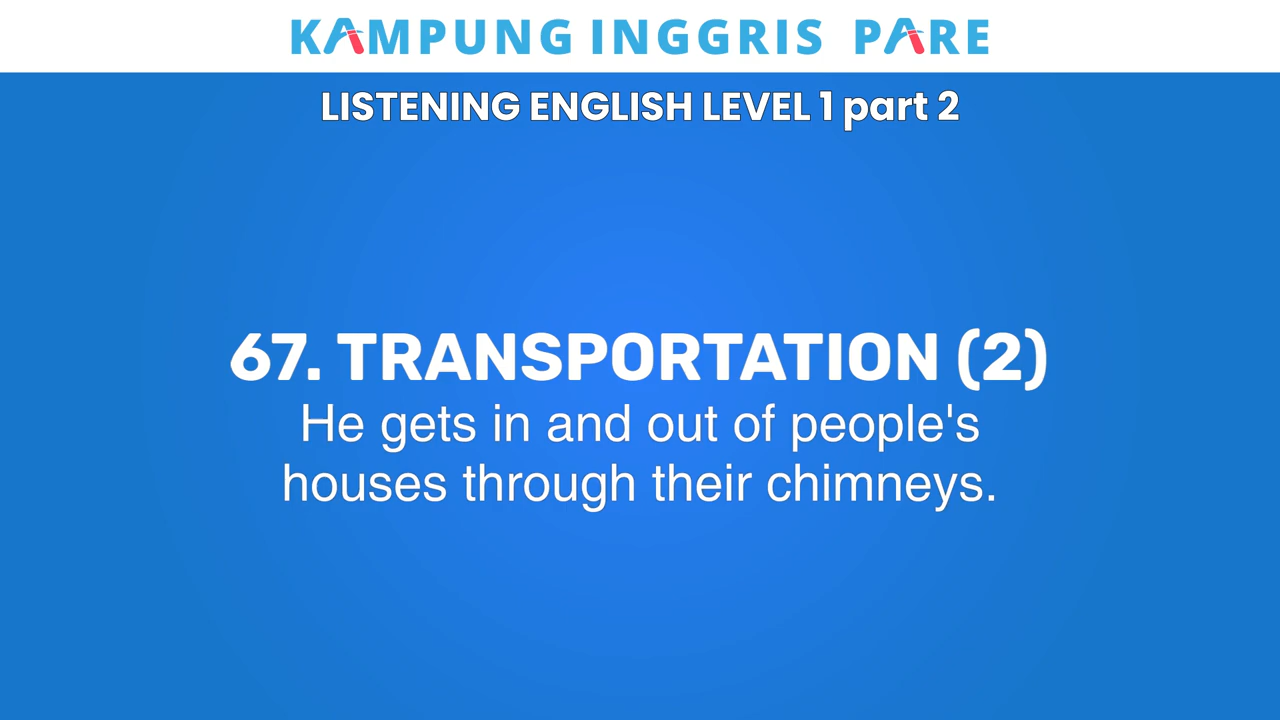 KAMPUNG INGGRIS PARE
LISTENING ENGLISH LEVEL 1 part 2
67. TRANSPORTATION (2)
He gets in and out of people's
houses through their chimneys.